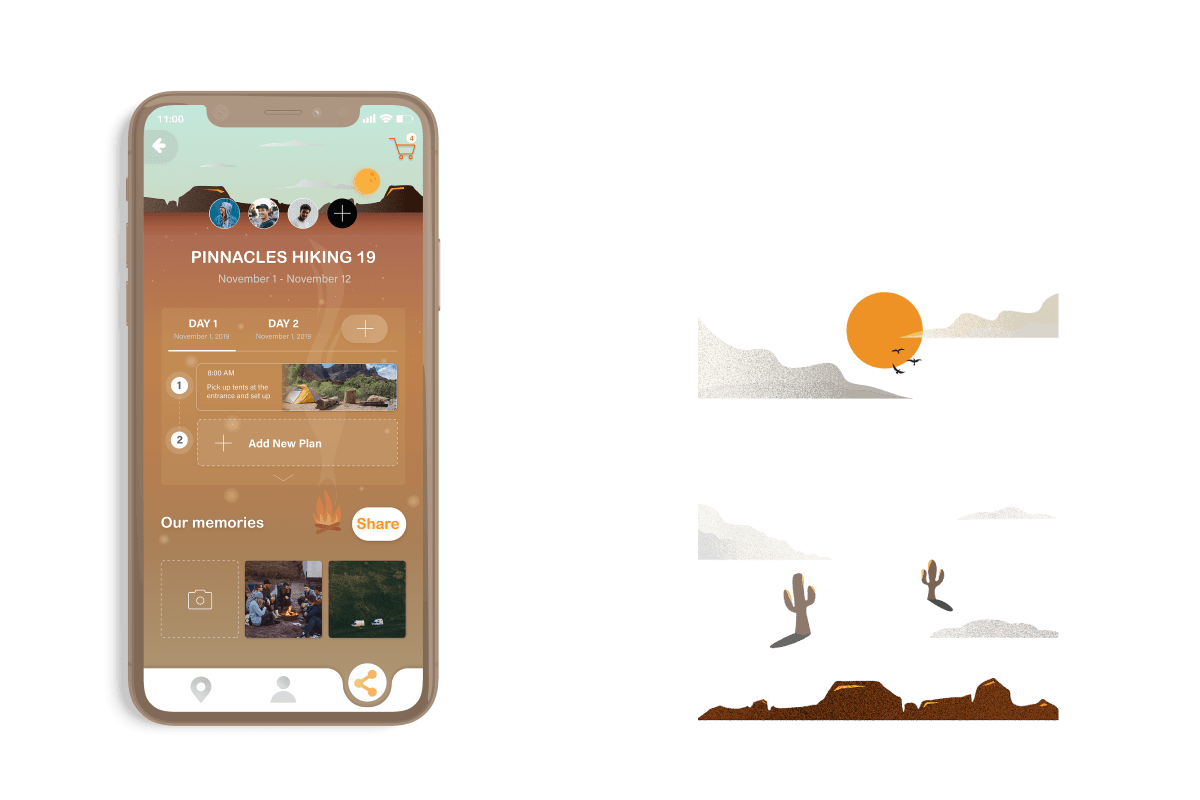 11:00
4
PINNACLES HIKING 19
November 1 - November 12
DAY 1
November 1, 2019
DAY 2
November 1, 2019
8:00 AM
1
Pick up tents at the
entrance and set up
2
Add New Plan
Our memories
Share